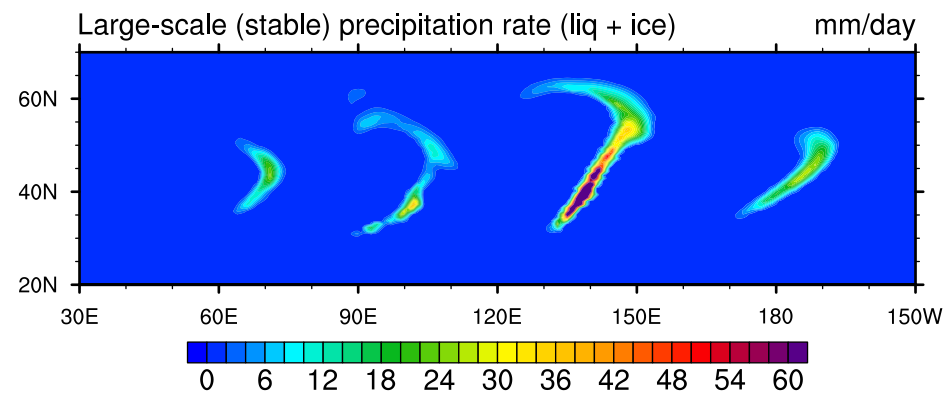 Large-scale (stable) precipitation rate (liq + ice) mm/day
60N
40N
20N
30E 60E 90E 120E 150E 180 150W
0 6 12 18 24 30 36 42 48 54 60